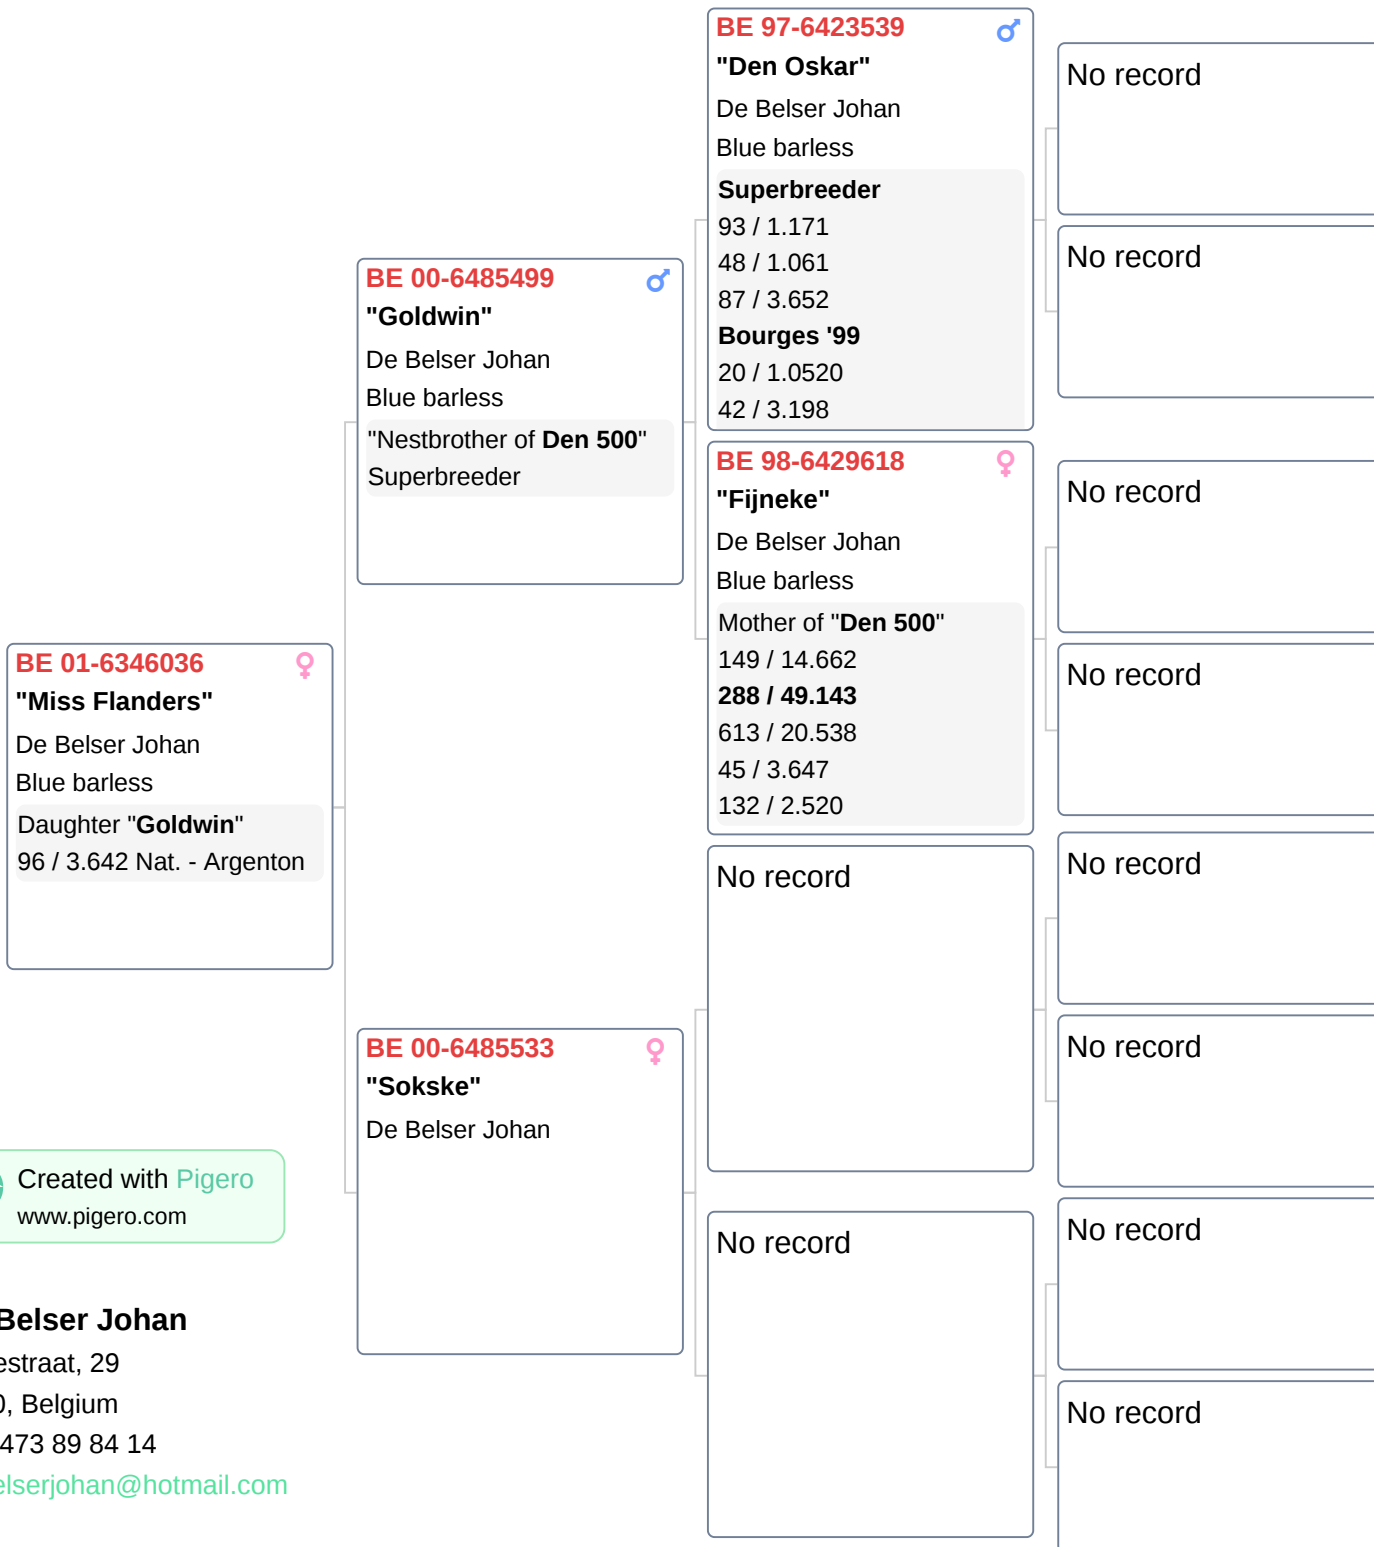 BE 01-6346036
"Miss Flanders"
De Belser Johan
Blue barless
Daughter "Goldwin"
96 / 3.642 Nat. - Argenton
BE 00-6485499
"Goldwin"
De Belser Johan
Blue barless
"Nestbrother of Den 500"
Superbreeder
BE 00-6485533
"Sokske"
De Belser Johan
BE 97-6423539
"Den Oskar"
De Belser Johan
Blue barless
Superbreeder
93 / 1.171
48 / 1.061
87 / 3.652
Bourges '99
20 / 1.0520
42 / 3.198
BE 98-6429618
"Fijneke"
De Belser Johan
Blue barless
Mother of "Den 500"
149 / 14.662
288 / 49.143
613 / 20.538
45 / 3.647
132 / 2.520
No record
No record
No record
No record
No record
No record
No record
No record
No record
No record
Created with Pigero
www.pigero.com
Belser Johan
estraat, 29
, Belgium
473 89 84 14
elserjohan@hotmail.com